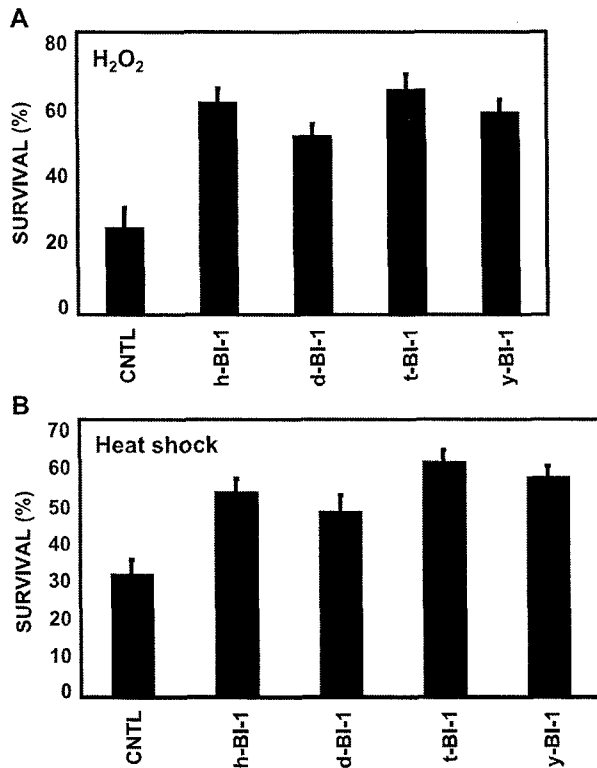 A
H₂O₂
SURVIVAL (%)
80
60
40
20
0
CNTL
h-BI-1
d-BI-1
t-BI-1
y-BI-1
B
Heat shock
SURVIVAL (%)
70
60
50
40
30
20
10
0
CNTL
h-BI-1
d-BI-1
t-BI-1
y-BI-1